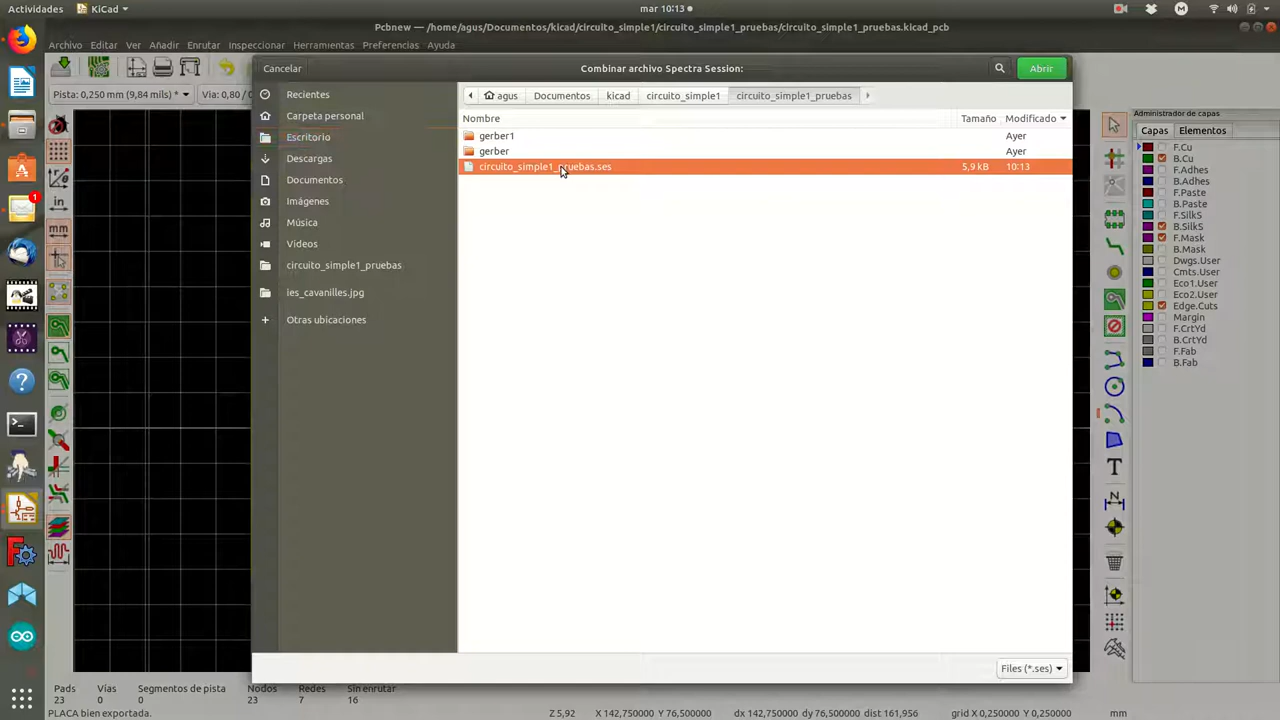 Actividades
KiCad ▾
mar 10:13
Pcbnew — /home/agus/Documentos/kicad/circuito_simple1/circuito_simple1_pruebas/circuito_simple1_pruebas.kicad_pcb
Archivo Editar Ver Añadir Enrutar Inspeccionar Herramientas Preferencias Ayuda
Pista: 0,250 mm (9,84 mils) *
Vía: 0,80 / 0
Cancelar
Combinar archivo Spectra Session:
Abrir
Recientes
Carpeta personal
Escritorio
Descargas
Documentos
Imágenes
Música
Vídeos
circuito_simple1_pruebas
ies_cavanilles.jpg
Otras ubicaciones
agus Documentos kicad circuito_simple1 circuito_simple1_pruebas
Nombre Tamaño Modificado
gerber1 Ayer
gerber Ayer
circuito_simple1_pruebas.ses 5,9 kB 10:13
Files (*.ses)
in
mm
1
Administrador de capas
Capas Elementos
F.Cu
B.Cu
F.Adhes
B.Adhes
F.Paste
B.Paste
F.SilkS
B.SilkS
F.Mask
B.Mask
Dwgs.User
Cmts.User
Eco1.User
Eco2.User
Edge.Cuts
Margin
F.CrtYd
B.CrtYd
F.Fab
B.Fab
T
N
Pads Vías Segmentos de pista Nodos Redes Sin enrutar
23 0 0 23 7 16
PLACA bien exportada. Z 5,92 X 142,750000 Y 76,500000 dx 142,750000 dy 76,500000 dist 161,956 grid X 0,250000 Y 0,250000 mm